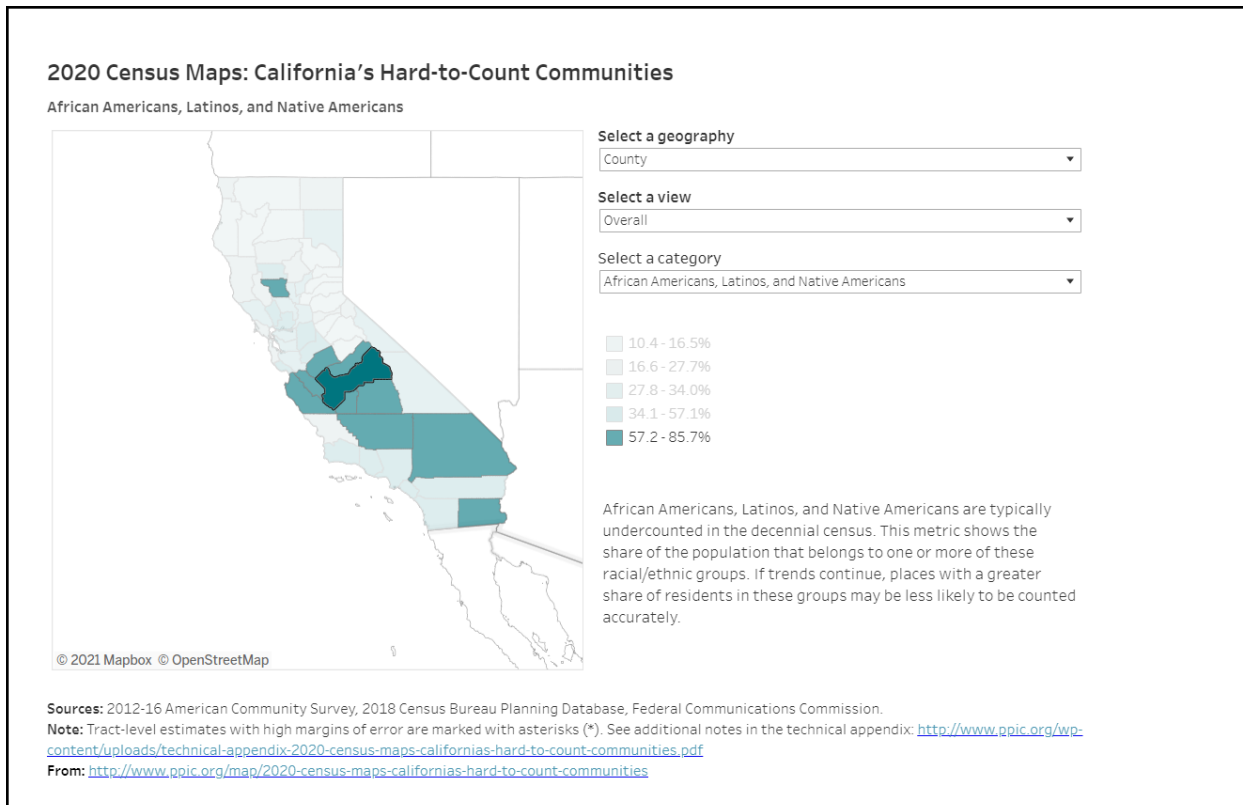 2020 Census Maps: California's Hard-to-Count Communities
African Americans, Latinos, and Native Americans
Select a geography
County
Select a view
Overall
Select a category
African Americans, Latinos, and Native Americans
10.4 - 16.5%
16.6 - 27.7%
27.8 - 34.0%
34.1 - 57.1%
57.2 - 85.7%
African Americans, Latinos, and Native Americans are typically
undercounted in the decennial census. This metric shows the
share of the population that belongs to one or more of these
racial/ethnic groups. If trends continue, places with a greater
share of residents in these groups may be less likely to be counted
accurately.
© 2021 Mapbox © OpenStreetMap
Sources: 2012-16 American Community Survey, 2018 Census Bureau Planning Database, Federal Communications Commission.
Note: Tract-level estimates with high margins of error are marked with asterisks (*). See additional notes in the technical appendix: http://www.ppic.org/wp-
content/uploads/technical-appendix-2020-census-maps-californias-hard-to-count-communities.pdf
From: http://www.ppic.org/map/2020-census-maps-californias-hard-to-count-communities